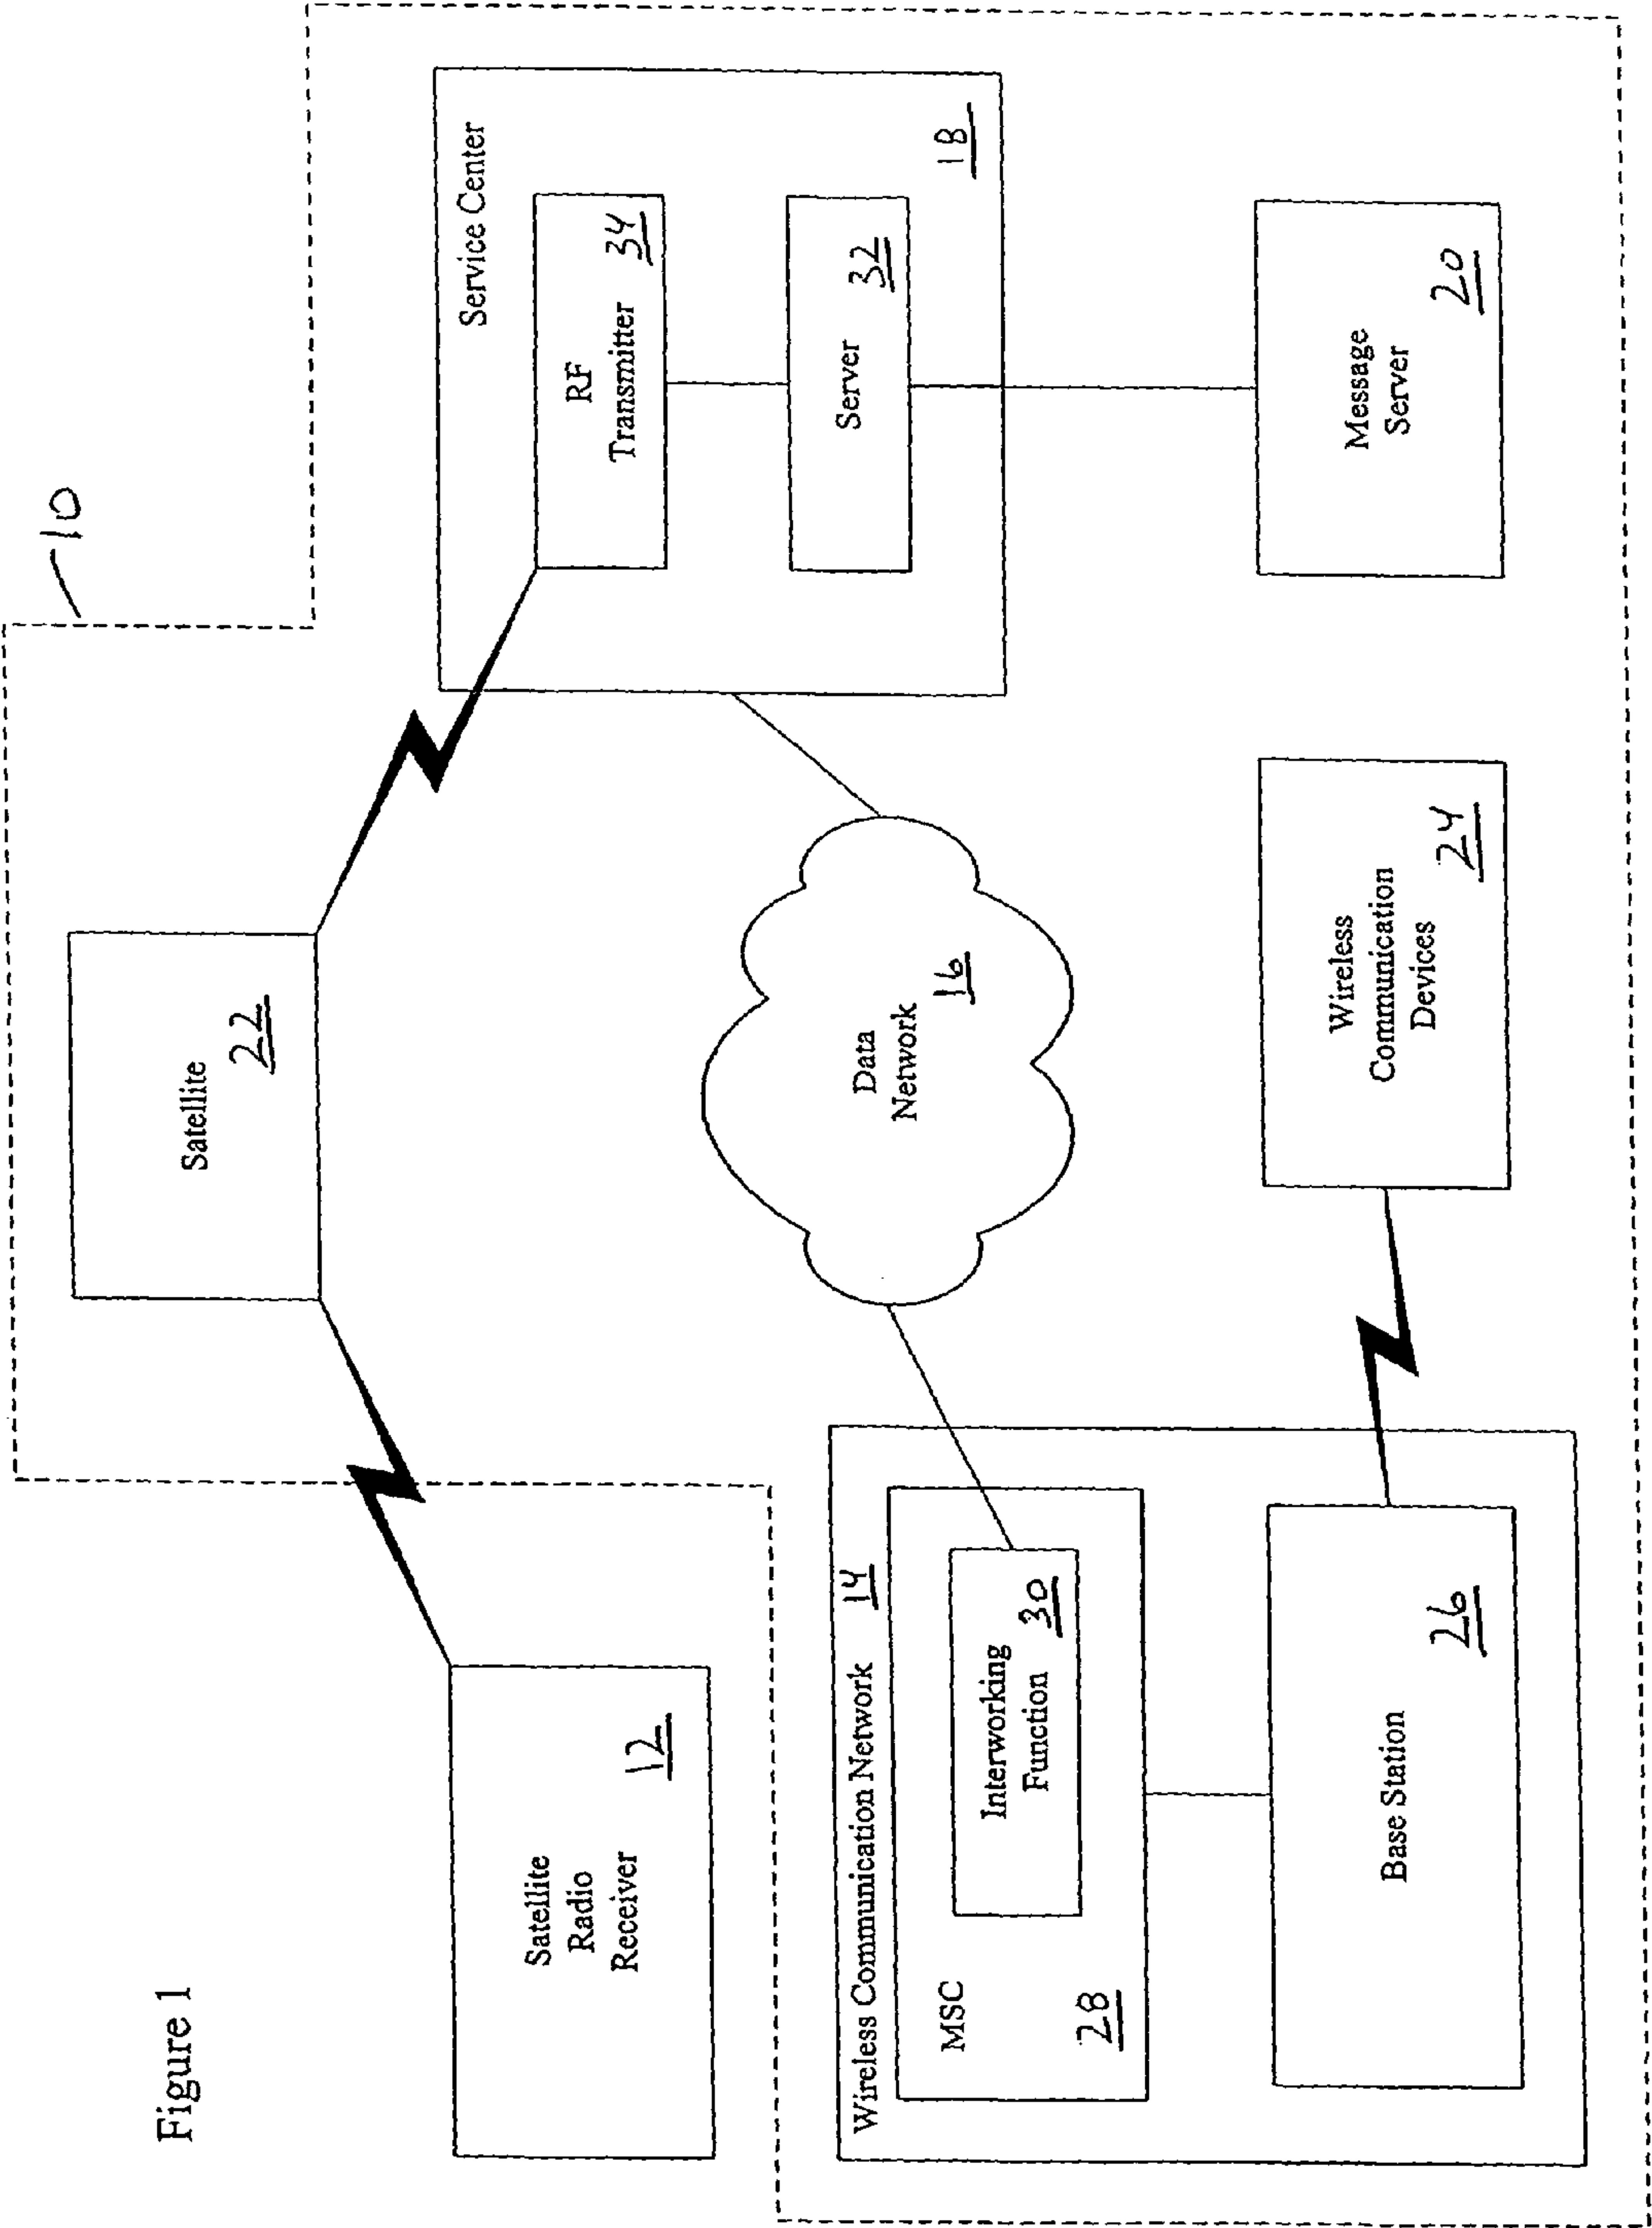 Figure 1
10
Satellite
22
Satellite
Radio
Receiver
12
Service Center
RF
Transmitter
34
Server
32
18
Data
Network
16
Wireless Communication Network
14
MSC
28
Interworking
Function
30
Base Station
26
Wireless
Communication
Devices
24
Message
Server
20